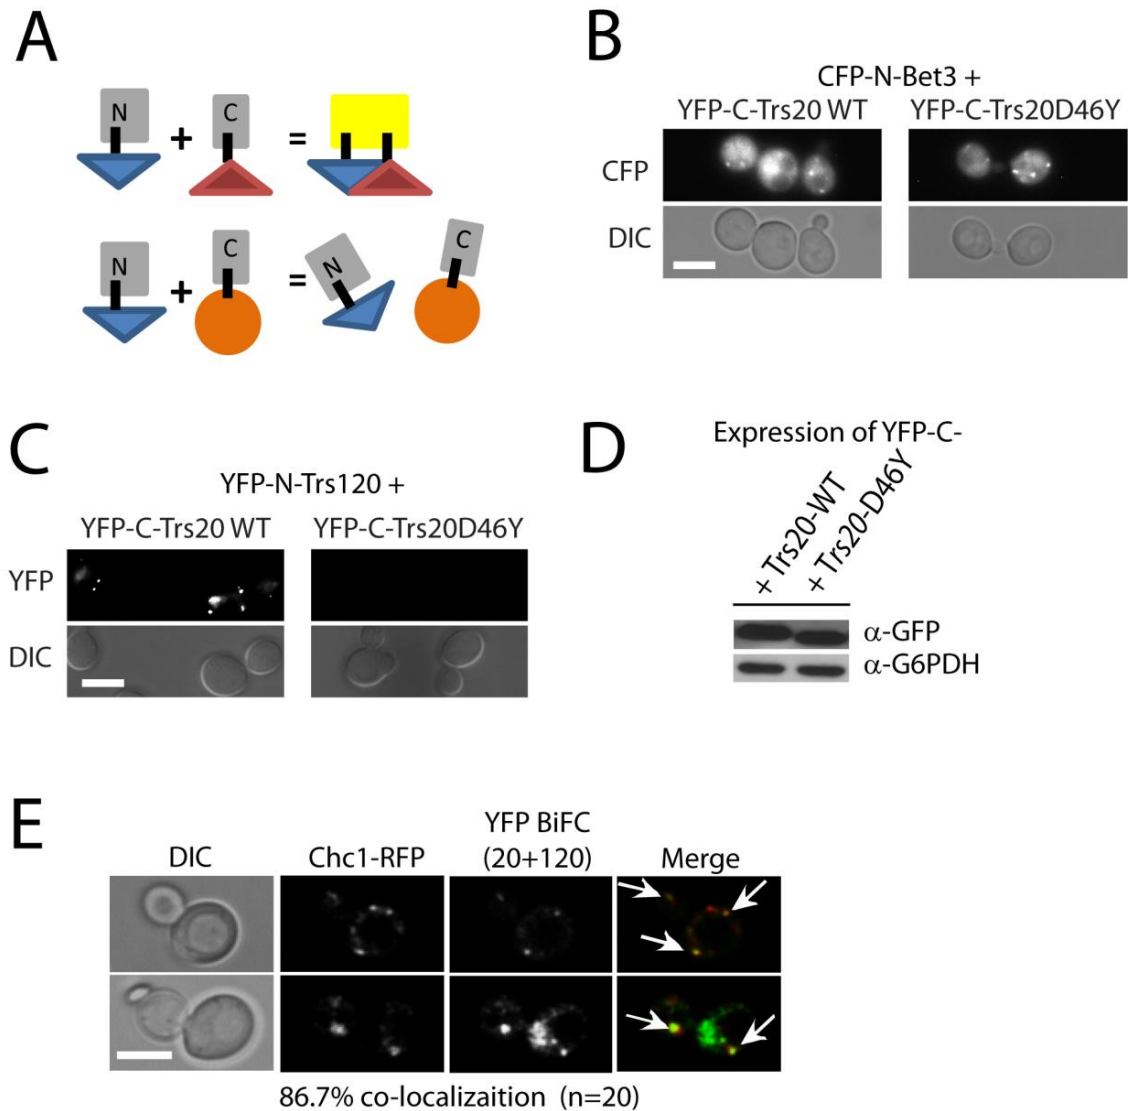 A
N
+
C
=
N
+
C
=
N
C
B
CFP-N-Bet3 +
YFP-C-Trs20 WT
YFP-C-Trs20D46Y
CFP
DIC
C
YFP-N-Trs120 +
YFP-C-Trs20 WT
YFP-C-Trs20D46Y
YFP
DIC
D
Expression of YFP-C-
+ Trs20-WT
+ Trs20-D46Y
α-GFP
α-G6PDH
E
YFP BiFC
DIC
Chc1-RFP
(20+120)
Merge
86.7% co-localizaition (n=20)